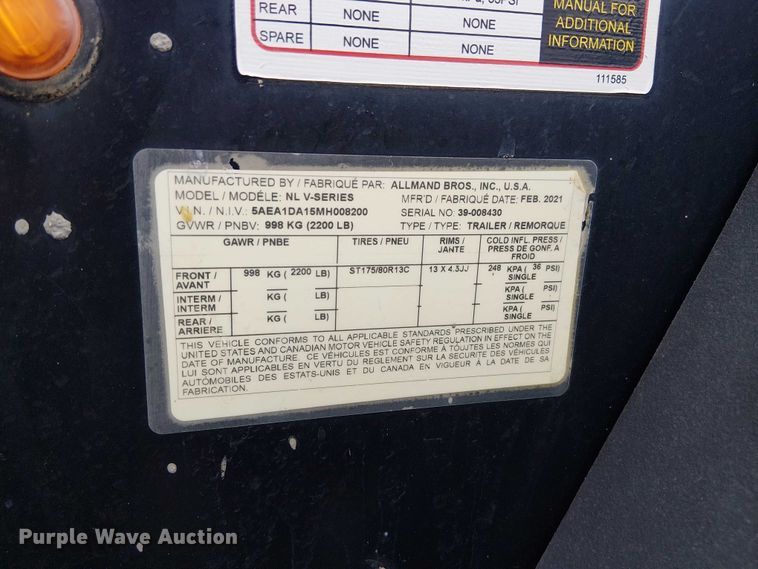 REAR NONE NONE
SPARE NONE NONE
MANUAL FOR
ADDITIONAL
INFORMATION
111585
MANUFACTURED BY / FABRIQUÉ PAR: ALLMAND BROS., INC., U.S.A.
MODEL / MODÉLE: NL V-SERIES MFR'D / FABRIQUÉ DATE: FEB. 2021
V.I.N. / N.I.V.: 5AEA1DA15MH008200 SERIAL NO: 39-008430
GVWR / PNBV: 998 KG (2200 LB) TYPE / TYPE: TRAILER / REMORQUE
GAWR / PNBE TIRES / PNEU RIMS / JANTE COLD INFL. PRESS / PRESS DE GONF. A FROID
FRONT / AVANT 998 KG ( 2200 LB) ST175/80R13C 13 X 4.5JJ 248 KPA ( 36 PSI) SINGLE
INTERM / INTERM KG ( LB) KPA ( PSI) SINGLE
REAR / ARRIERE KG ( LB) KPA ( PSI) SINGLE
THIS VEHICLE CONFORMS TO ALL APPLICABLE STANDARDS PRESCRIBED UNDER THE
UNITED STATES AND CANADIAN MOTOR VEHICLE SAFETY REGULATION IN EFFECT ON THE
DATE OF MANUFACTURE. CE VÉHICULES EST CONFORME À TOUJTES LES NORMES QUI
LUI SONT APPLICABLES EN VERTU DU REGLEMENT SUR LA SECURITE DES VÉHICULES
AUTOMOBILES DES ESTATS-UNIS ET DU CANADA EN VIGUEUR À LA DATE DE SA
FABRICATION.
Purple Wave Auction